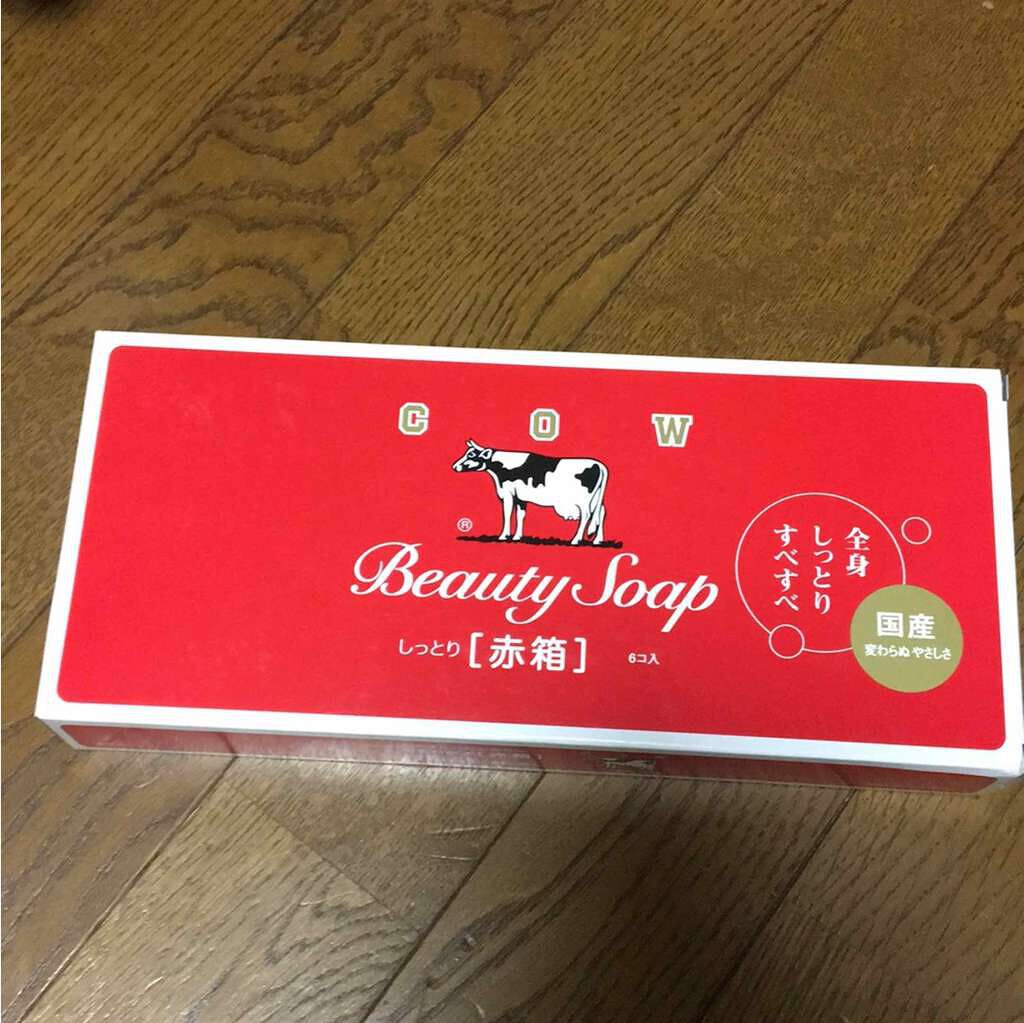 COW
®
Beauty Soap
しっとり [赤箱] 6コ入
全身
しっとり
すべすべ
国産
変わらぬ やさしさ